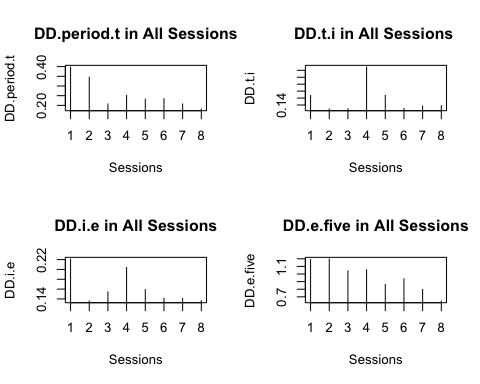 DD.period.t in All Sessions
DD.period.t
0.40
0.20
1 2 3 4 5 6 7 8
Sessions
DD.t.i in All Sessions
DD.t.i
0.14
1 2 3 4 5 6 7 8
Sessions
DD.i.e in All Sessions
DD.i.e
0.22
0.14
1 2 3 4 5 6 7 8
Sessions
DD.e.five in All Sessions
DD.e.five
1.1
0.7
1 2 3 4 5 6 7 8
Sessions